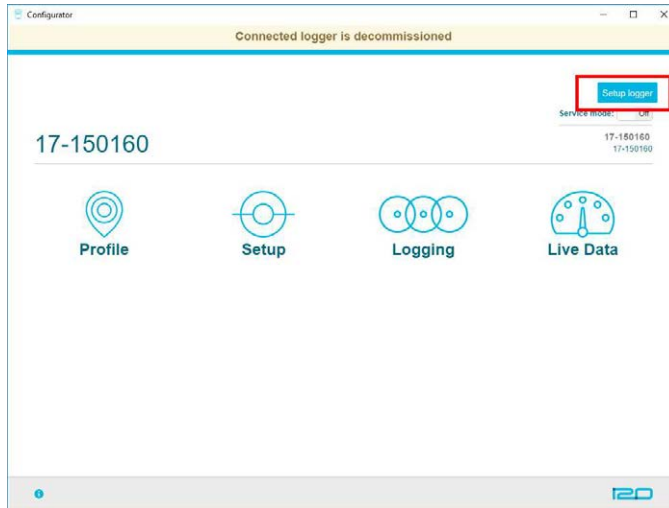 Configurator
Connected logger is decommissioned
Setup logger
Service mode: Off
17-150160
17-150160
17-150160
Profile
Setup
Logging
Live Data
i2O